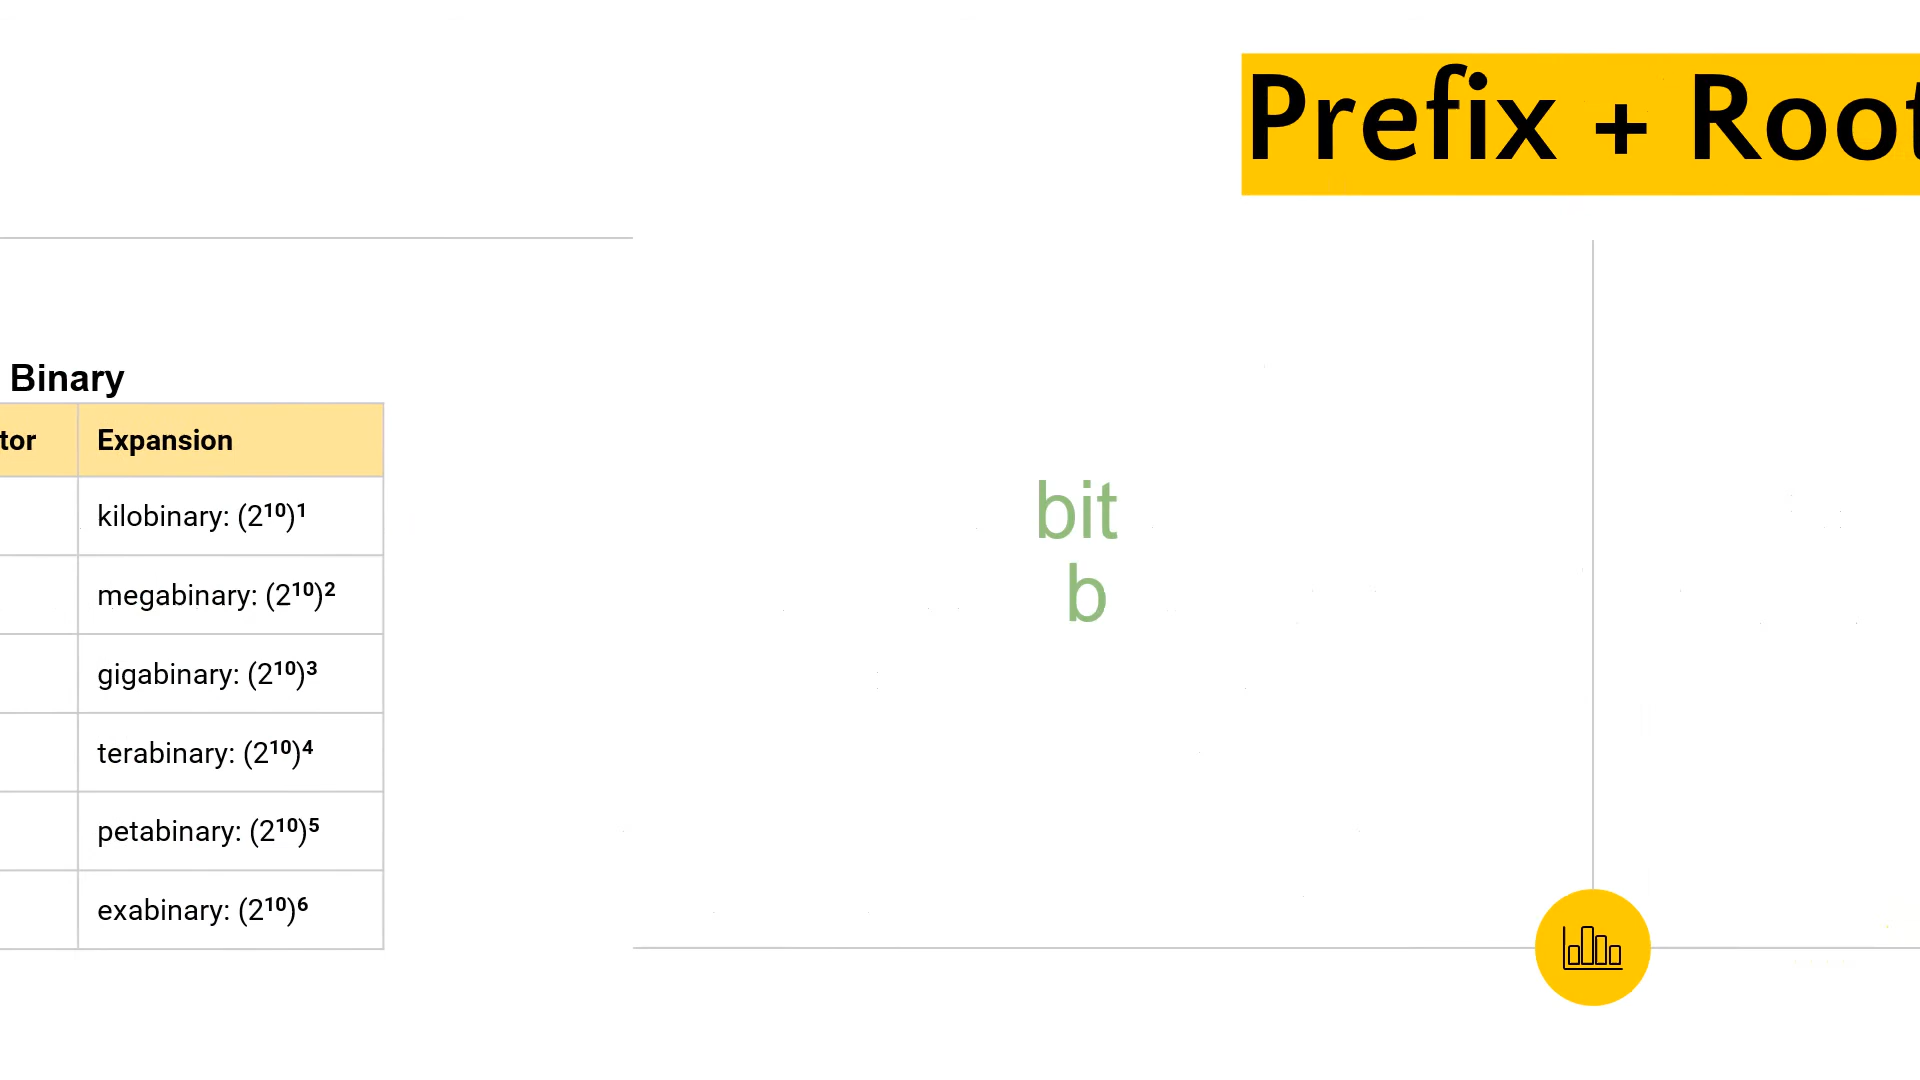 Prefix + Root
Binary
tor Expansion
kilobinary: (2¹⁰)¹
megabinary: (2¹⁰)²
gigabinary: (2¹⁰)³
terabinary: (2¹⁰)⁴
petabinary: (2¹⁰)⁵
exabinary: (2¹⁰)⁶
bit
b